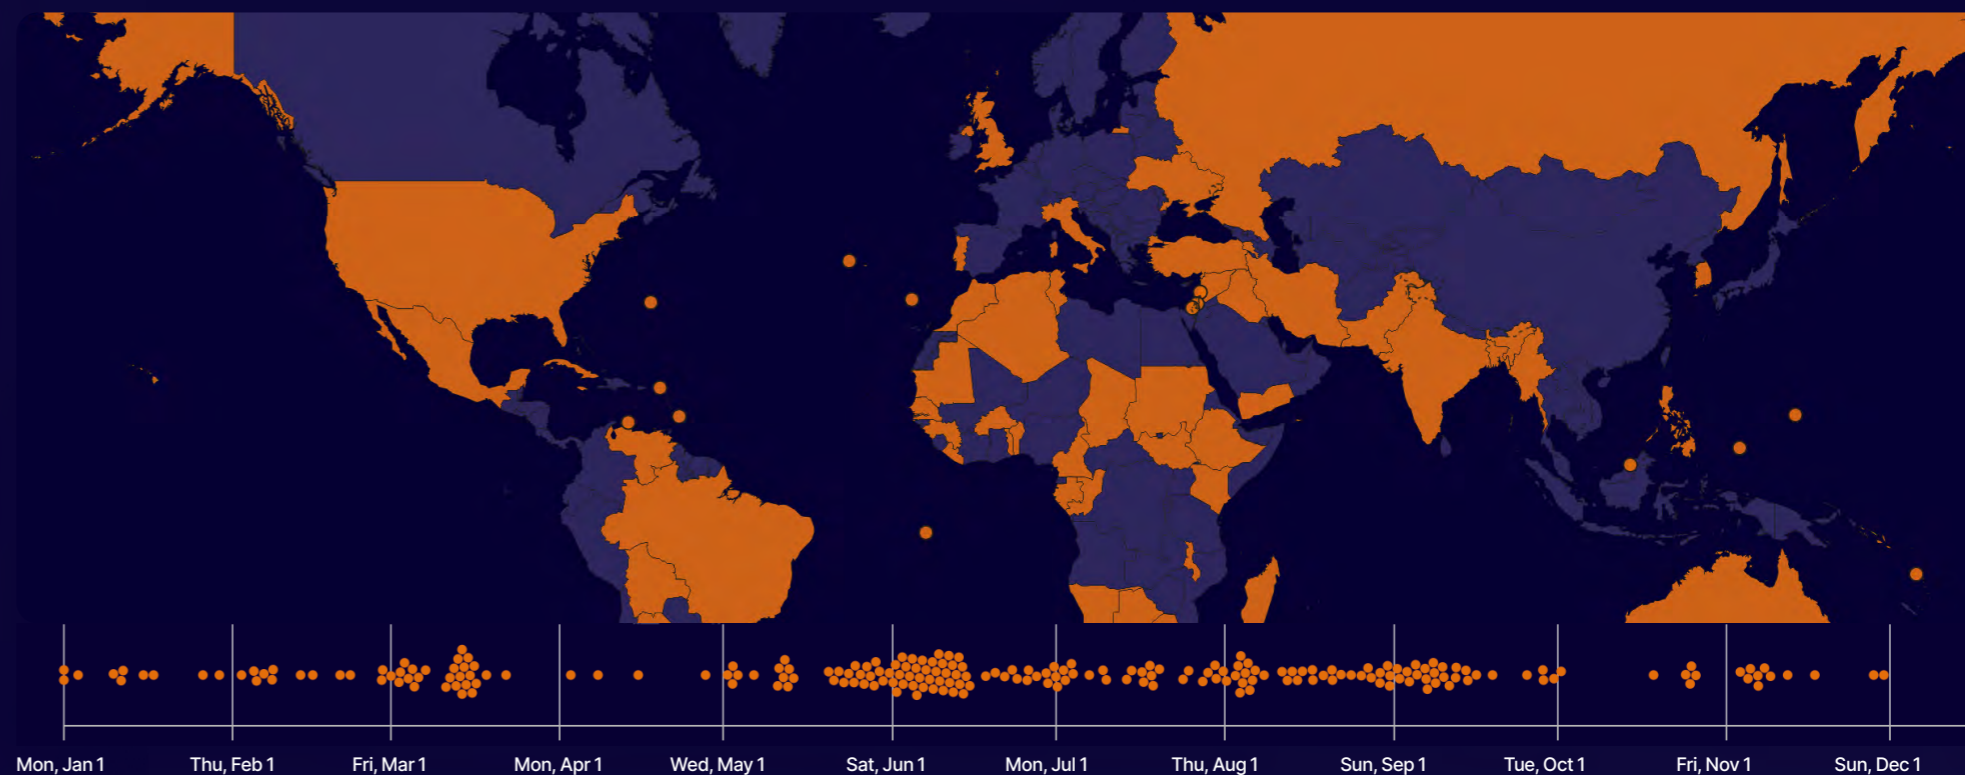 Mon, Jan 1 Thu, Feb 1 Fri, Mar 1 Mon, Apr 1 Wed, May 1 Sat, Jun 1 Mon, Jul 1 Thu, Aug 1 Sun, Sep 1 Tue, Oct 1 Fri, Nov 1 Sun, Dec 1